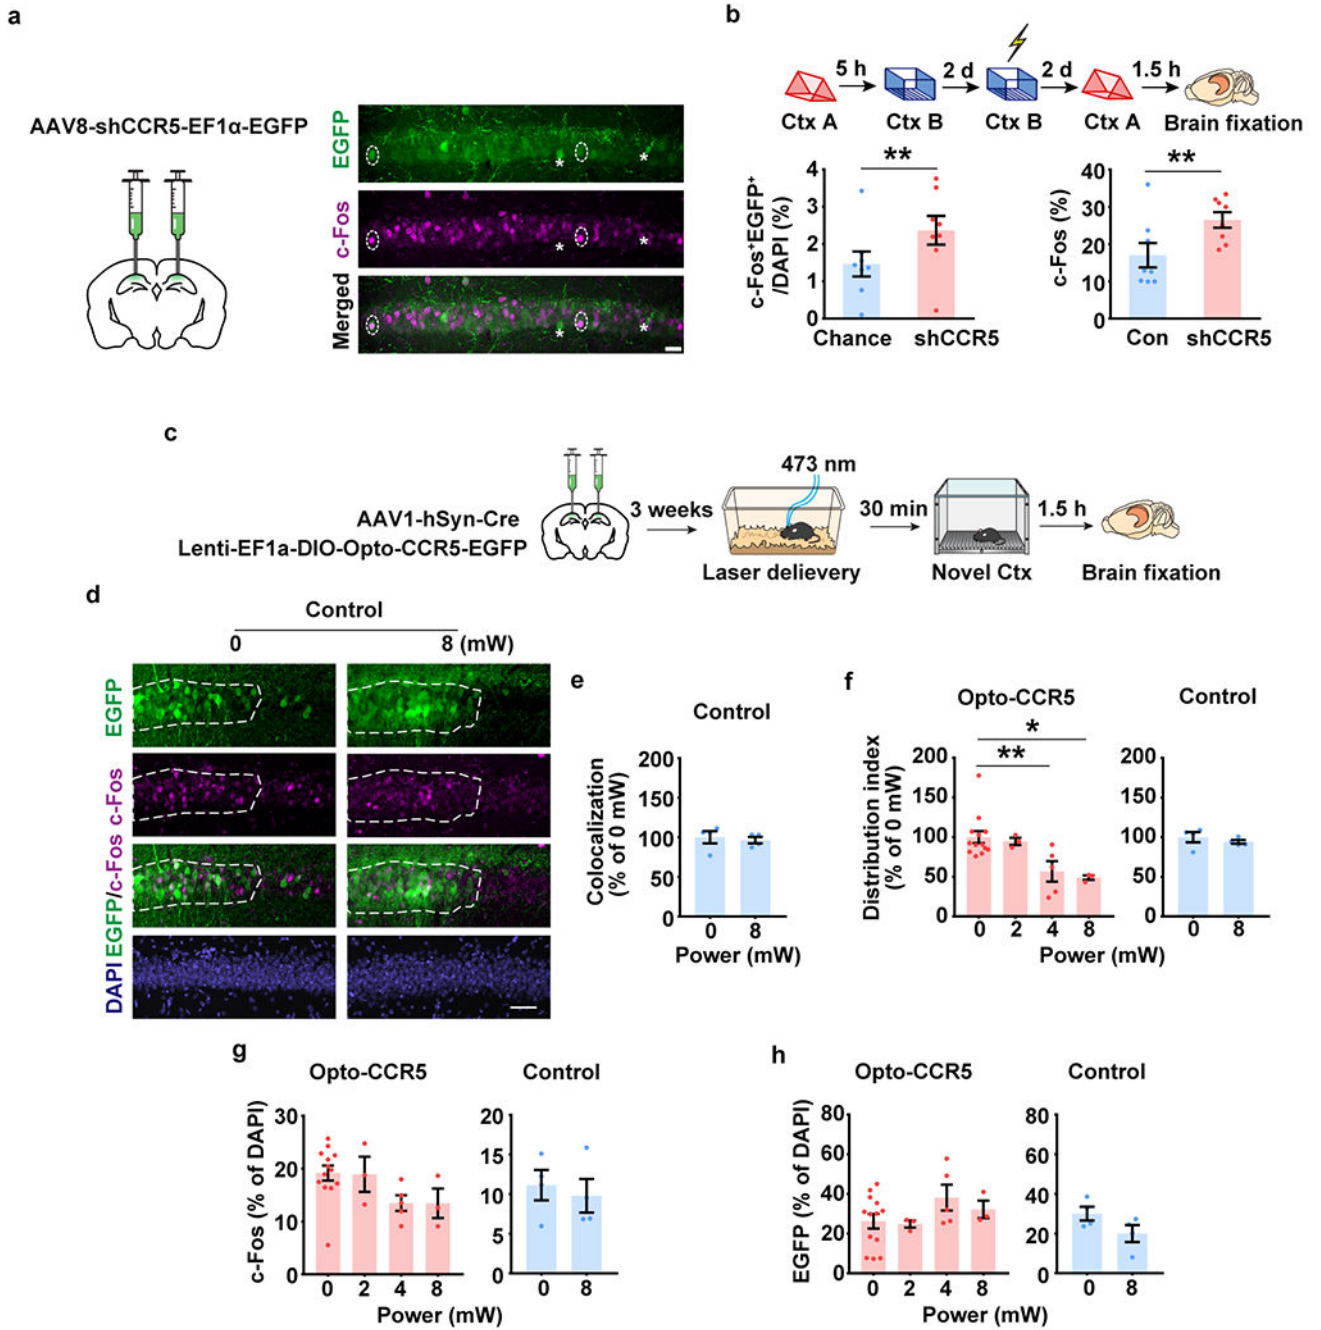 a
AAV8-shCCR5-EF1α-EGFP
EGFP
c-Fos
Merged
*
*
*
*
*
*
b
5 h
2 d
2 d
1.5 h
Ctx A
Ctx B
Ctx B
Ctx A
Brain fixation
c-Fos⁺EGFP⁺
/DAPI (%)
4
3
2
1
0
**
Chance
shCCR5
c-Fos (%)
40
30
20
10
0
**
Con
shCCR5
c
AAV1-hSyn-Cre
Lenti-EF1a-DIO-Opto-CCR5-EGFP
3 weeks
473 nm
30 min
1.5 h
Laser delievery
Novel Ctx
Brain fixation
d
Control
0
8 (mW)
EGFP
c-Fos
EGFP/c-Fos
DAPI
e
Control
Colocalization
(% of 0 mW)
200
150
100
50
0
0 8
Power (mW)
f
Opto-CCR5
Distribution index
(% of 0 mW)
200
150
100
50
0
*
**
0 2 4 8
Control
200
150
100
50
0
0 8
Power (mW)
g
Opto-CCR5
c-Fos (% of DAPI)
30
20
10
0
0 2 4 8
Control
20
15
10
5
0
0 8
Power (mW)
h
Opto-CCR5
EGFP (% of DAPI)
80
60
40
20
0
0 2 4 8
Control
80
60
40
20
0
0 8
Power (mW)